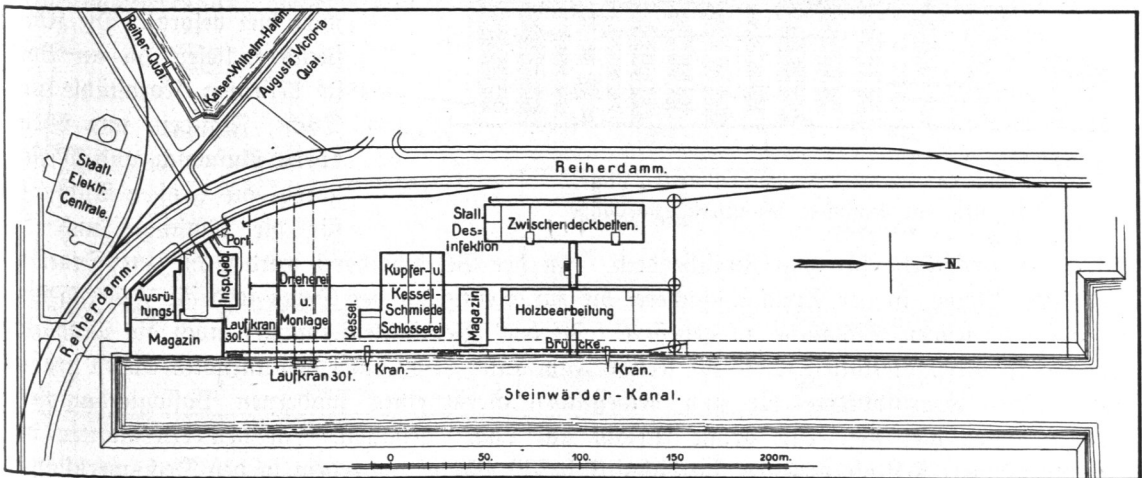 Reiher-Quai.
Kaiser-Wilhelm-Hafen.
Augusta-Victoria
Quai.
Staatl.
Elektr.
Centrale.
Reiherdamm.
Reiherdamm.
Stall.
Des=
infektion
Zwischendeckbetten.
Port.
Insp.Geb.
Dreherei
u.
Montage
Kupfer-u.
Kessel-
Schmiede
Schlosserei
Kessel
Magazin
Holzbearbeitung
N.
Ausrü-
tungs-
Magazin
Laufkran
30t.
Brücke.
Laufkran 30t.
Kran.
Kran.
Steinwärder-Kanal.
0 50. 100. 150 200m.